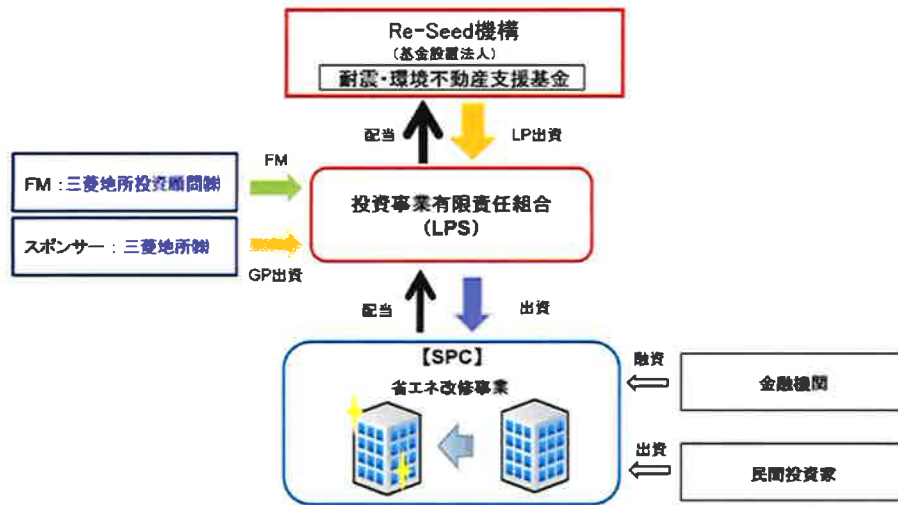 Re-Seed機構
(基金設置法人)
耐震・環境不動産支援基金
配当
LP出資
FM：三菱地所投資顧問㈱
FM
スポンサー：三菱地所㈱
GP出資
投資事業有限責任組合
(LPS)
配当
出資
【SPC】
省エネ改修事業
融資
金融機関
出資
民間投資家